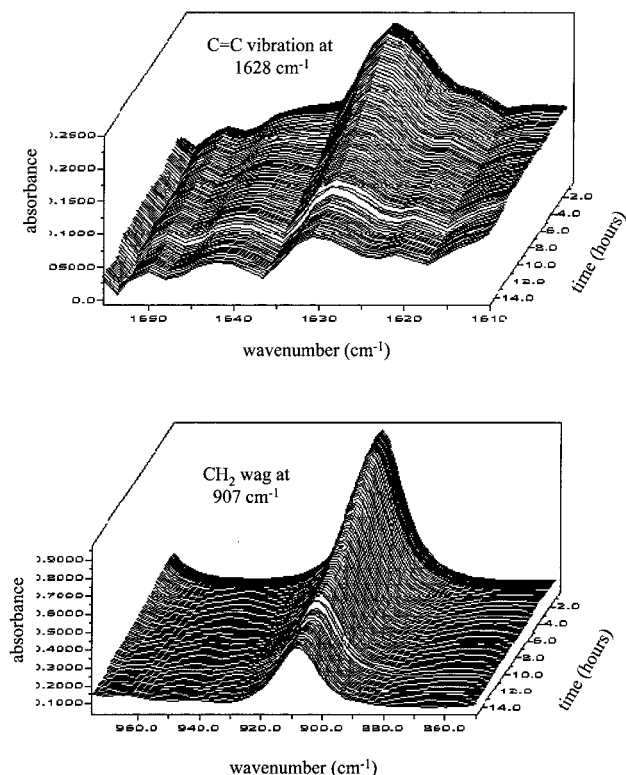 C=C vibration at
1628 cm⁻¹
.2500
.2000
.1500
.1000
05000
0.0
absorbance
1650 1640 1630 1620 1610
wavenumber (cm⁻¹)
2.0
4.0
6.0
8.0
10.0
12.0
14.0
time (hours)
CH₂ wag at
907 cm⁻¹
.9000
.8000
.7000
.6000
.5000
.4000
.3000
.2000
.1000
absorbance
960.0 940.0 920.0 900.0 880.0 860.0
wavenumber (cm⁻¹)
2.0
4.0
6.0
8.0
10.0
12.0
14.0
time (hours)